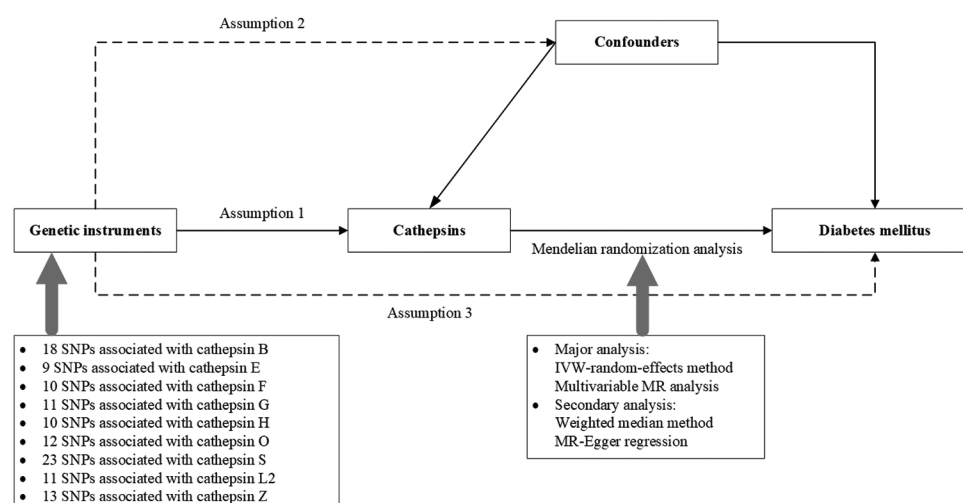 Assumption 2
Confounders
Assumption 1
Genetic instruments
Cathepsins
Diabetes mellitus
Mendelian randomization analysis
Assumption 3
• 18 SNPs associated with cathepsin B
• 9 SNPs associated with cathepsin E
• 10 SNPs associated with cathepsin F
• 11 SNPs associated with cathepsin G
• 10 SNPs associated with cathepsin H
• 12 SNPs associated with cathepsin O
• 23 SNPs associated with cathepsin S
• 11 SNPs associated with cathepsin L2
• 13 SNPs associated with cathepsin Z
• Major analysis:
IVW-random-effects method
Multivariable MR analysis
• Secondary analysis:
Weighted median method
MR-Egger regression